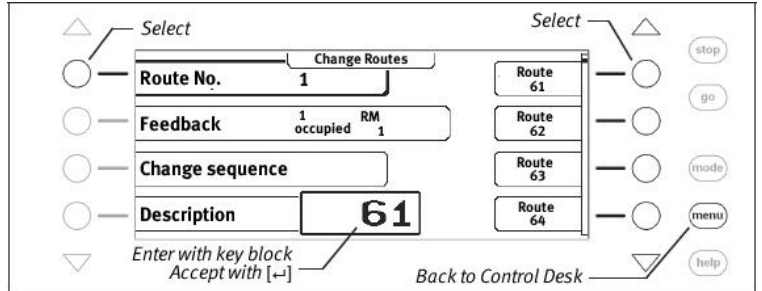 Select
Select
Change Routes
stop
Route No. 1
Route
61
go
Feedback
1 RM
occupied 1
Route
62
Change sequence
Route
63
mode
Description
61
Route
64
menu
Enter with key block
Accept with [↵]
Back to Control Desk
help